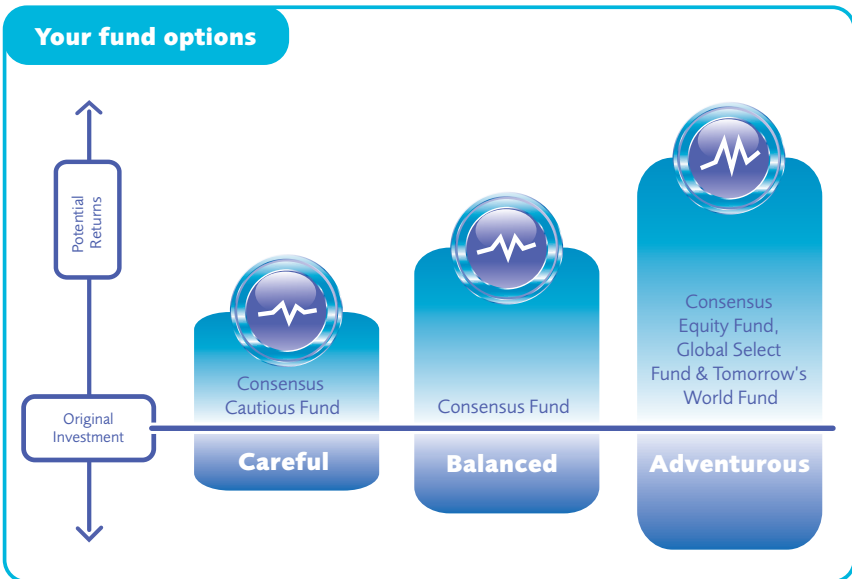 Your fund options
Potential
Returns
Original
Investment
Consensus
Cautious Fund
Careful
Consensus Fund
Balanced
Consensus
Equity Fund,
Global Select
Fund & Tomorrow's
World Fund
Adventurous